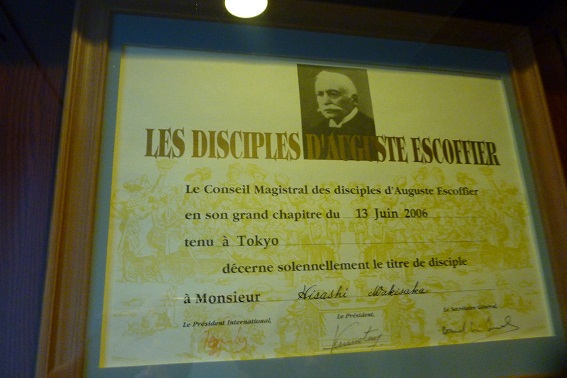 LES DISCIPLES D'AUGUSTE ESCOFFIER
Le Conseil Magistral des disciples d'Auguste Escoffier
en son grand chapitre du 13 Juin 2006
tenu à Tokyo
décerne solennellement le titre de disciple
à Monsieur Hisashi Wakisaka
Le Président International, Le Président, Le Secrétaire Général,